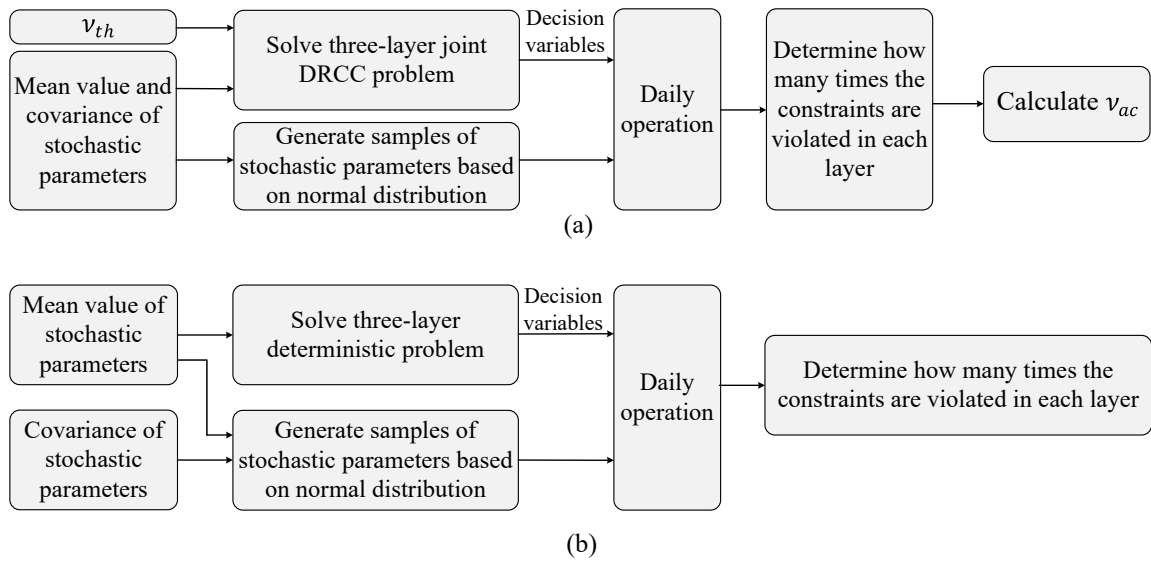 ν_th
Mean value and
covariance of
stochastic
parameters
Solve three-layer joint
DRCC problem
Generate samples of
stochastic parameters based
on normal distribution
Decision
variables
Daily
operation
Determine how
many times the
constraints are
violated in each
layer
Calculate ν_ac
(a)
Mean value of
stochastic
parameters
Covariance of
stochastic
parameters
Solve three-layer
deterministic problem
Generate samples of
stochastic parameters based
on normal distribution
Decision
variables
Daily
operation
Determine how many times the
constraints are violated in each layer
(b)